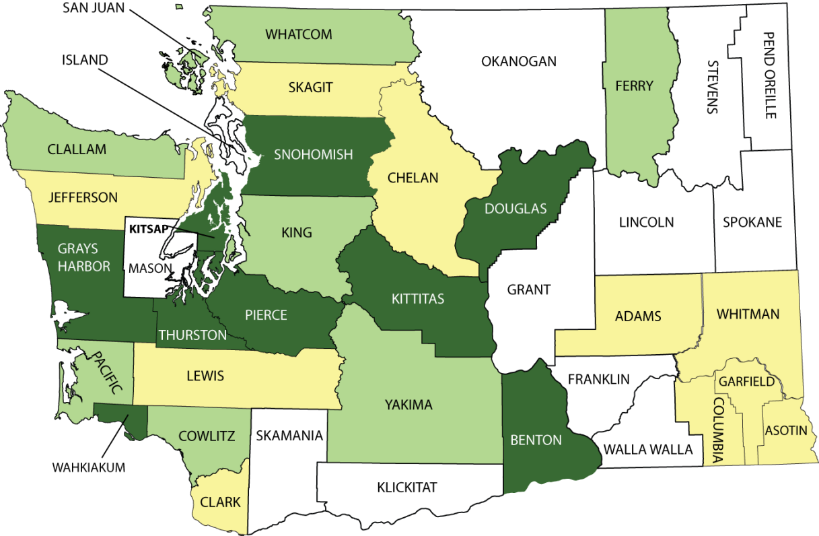 SAN JUAN
WHATCOM
ISLAND
OKANOGAN
PEND OREILLE
STEVENS
FERRY
SKAGIT
CLALLAM
SNOHOMISH
CHELAN
JEFFERSON
DOUGLAS
KITSAP
KING
LINCOLN
SPOKANE
GRAYS
HARBOR
MASON
GRANT
KITTITAS
PIERCE
ADAMS
WHITMAN
THURSTON
PACIFIC
LEWIS
FRANKLIN
GARFIELD
YAKIMA
COLUMBIA
ASOTIN
COWLITZ
SKAMANIA
BENTON
WALLA WALLA
WAHKIAKUM
KLICKITAT
CLARK